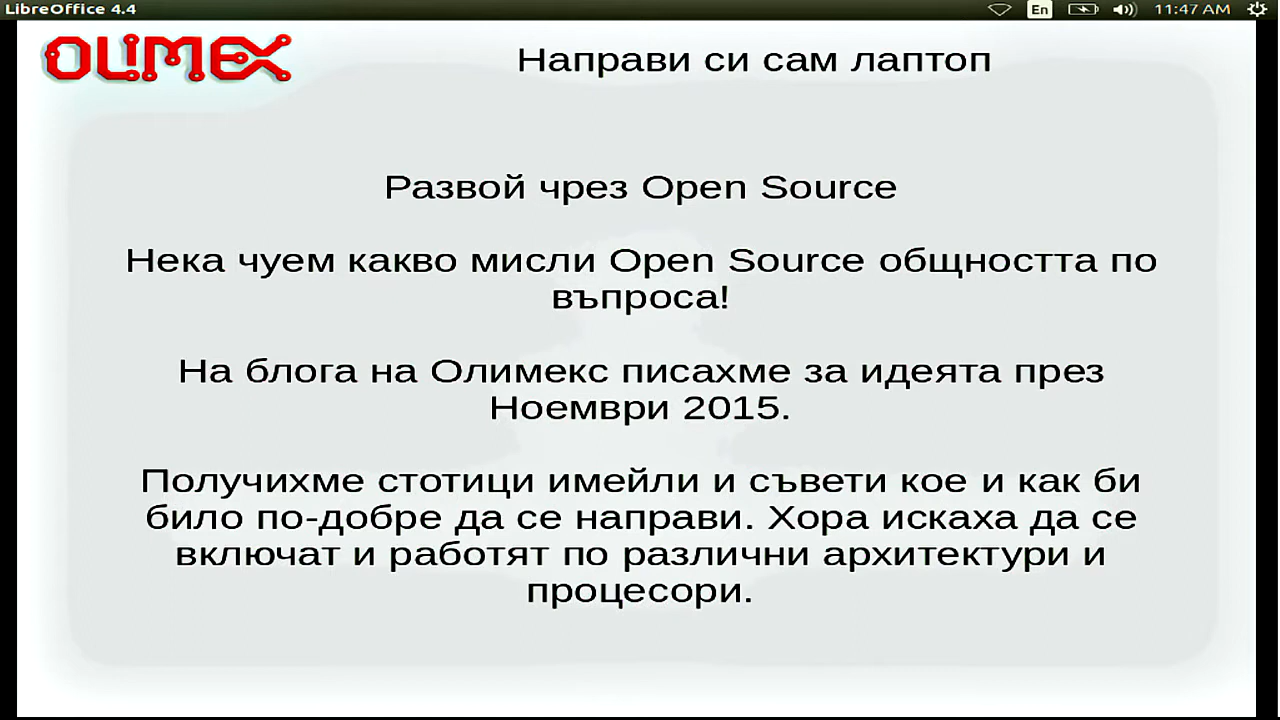 LibreOffice 4.4
En
11:47 AM
OLIMEX
Направи си сам лаптоп
Развой чрез Open Source
Нека чуем какво мисли Open Source общността по
въпроса!
На блога на Олимекс писахме за идеята през
Ноември 2015.
Получихме стотици имейли и съвети кое и как би
било по-добре да се направи. Хора искаха да се
включат и работят по различни архитектури и
процесори.